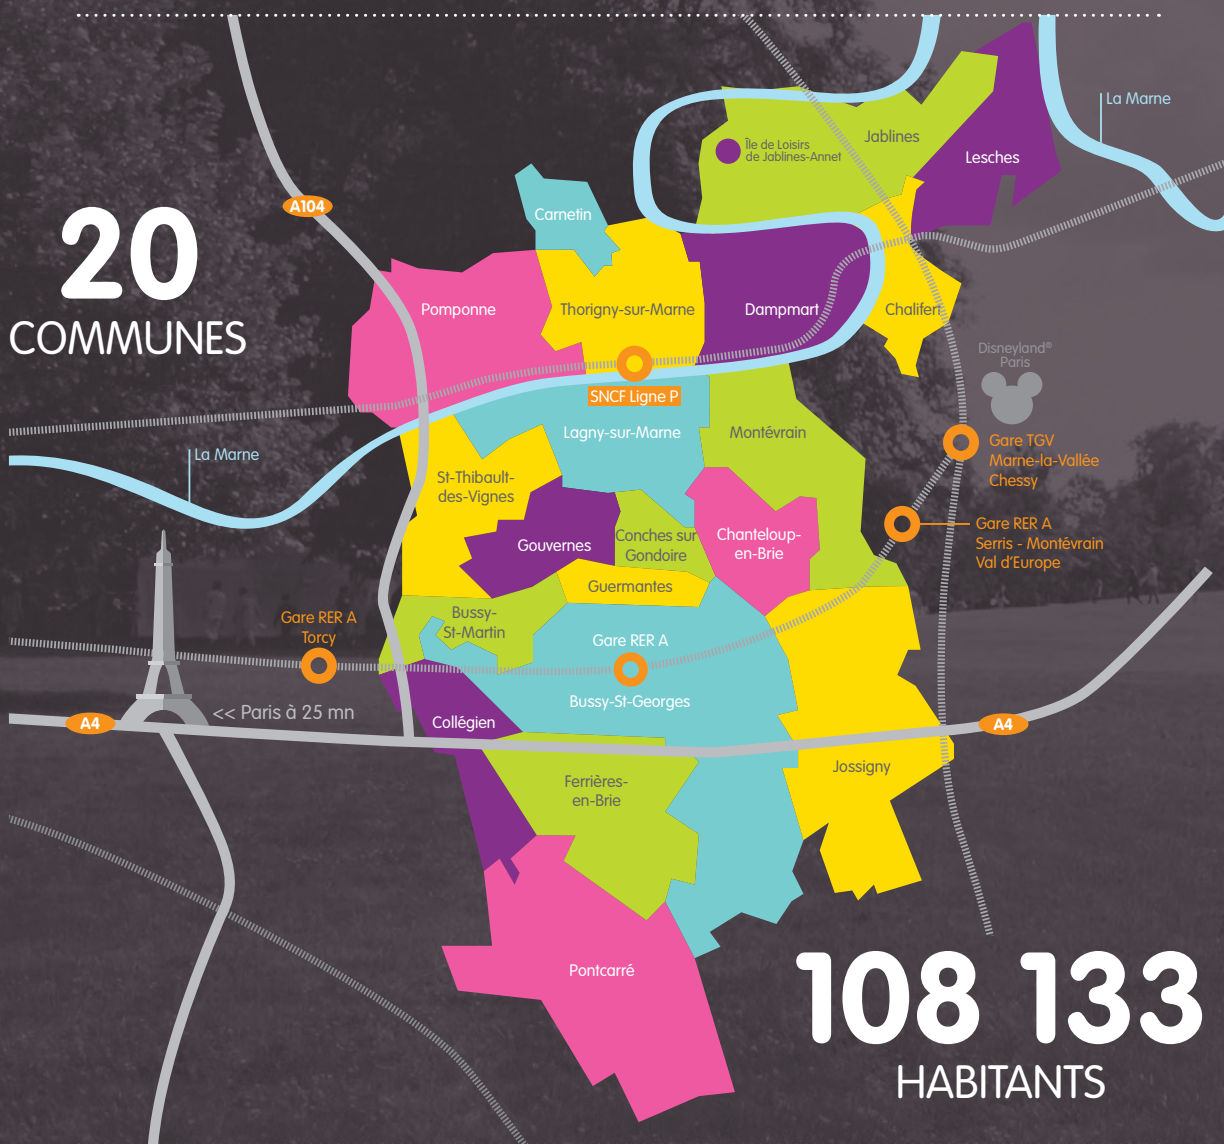 La Marne
Jablines
Île de Loisirs
de Jablines-Annet
Lesches
A104
Carnetin
20
COMMUNES
Pomponne
Thorigny-sur-Marne
Dampmart
Chalifert
Disneyland®
Paris
SNCF Ligne P
Lagny-sur-Marne
Montévrain
Gare TGV
Marne-la-Vallée
Chessy
La Marne
St-Thibault-
des-Vignes
Gouvernes
Conches sur
Gondoire
Chanteloup-
en-Brie
Gare RER A
Serris - Montévrain
Val d’Europe
Guermantes
Gare RER A
Torcy
Bussy-
St-Martin
Gare RER A
Bussy-St-Georges
<< Paris à 25 mn
A4
Collégien
A4
Jossigny
Ferrières-
en-Brie
Pontcarré
108 133
HABITANTS